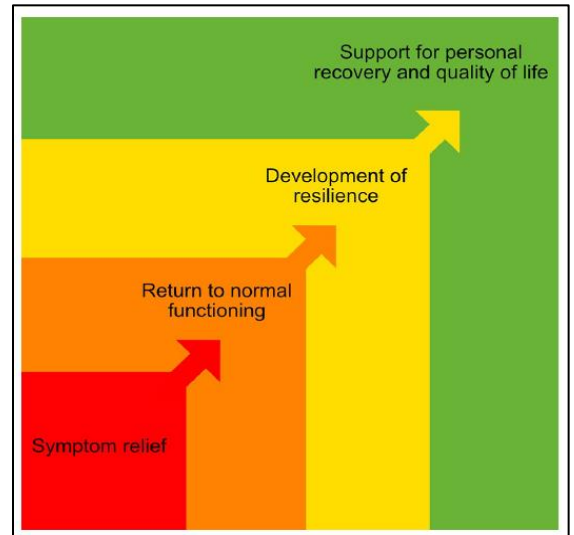 Support for personal
recovery and quality of life
Development of
resilience
Return to normal
functioning
Symptom relief